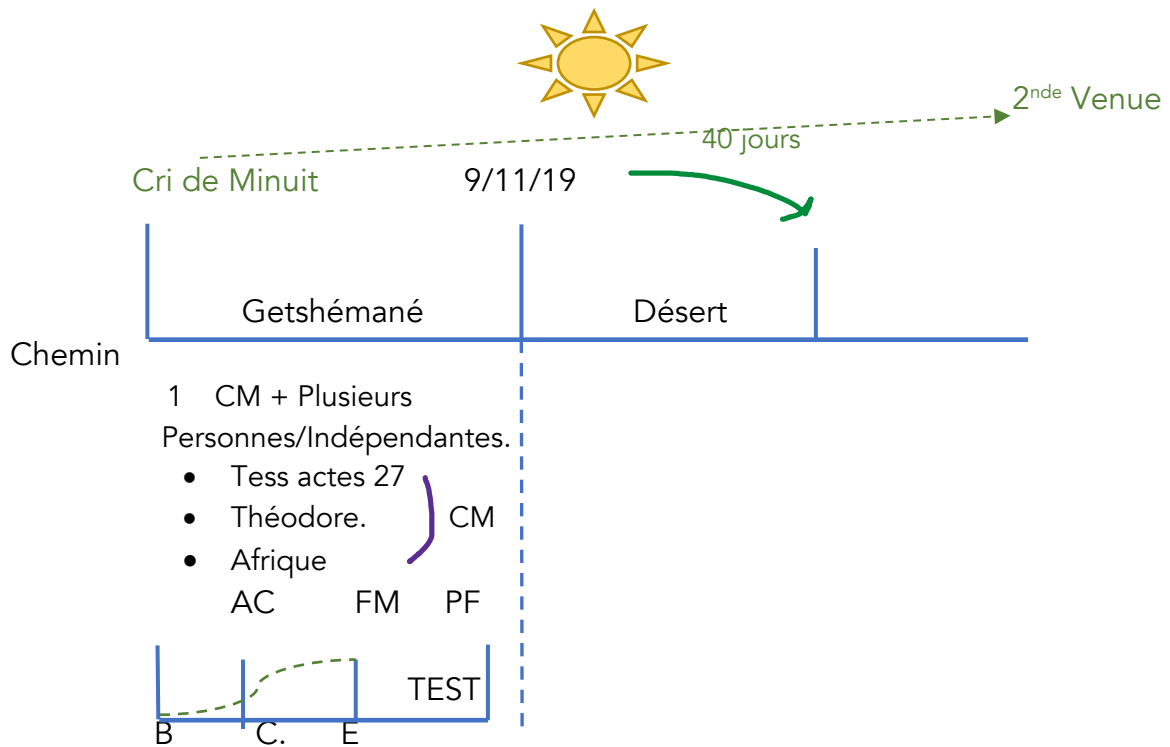 2nde Venue
40 jours
Cri de Minuit 9/11/19
Getshémané Désert
Chemin
1 CM + Plusieurs
Personnes/Indépendantes.
• Tess actes 27
• Théodore. CM
• Afrique
AC FM PF
TEST
B C. E